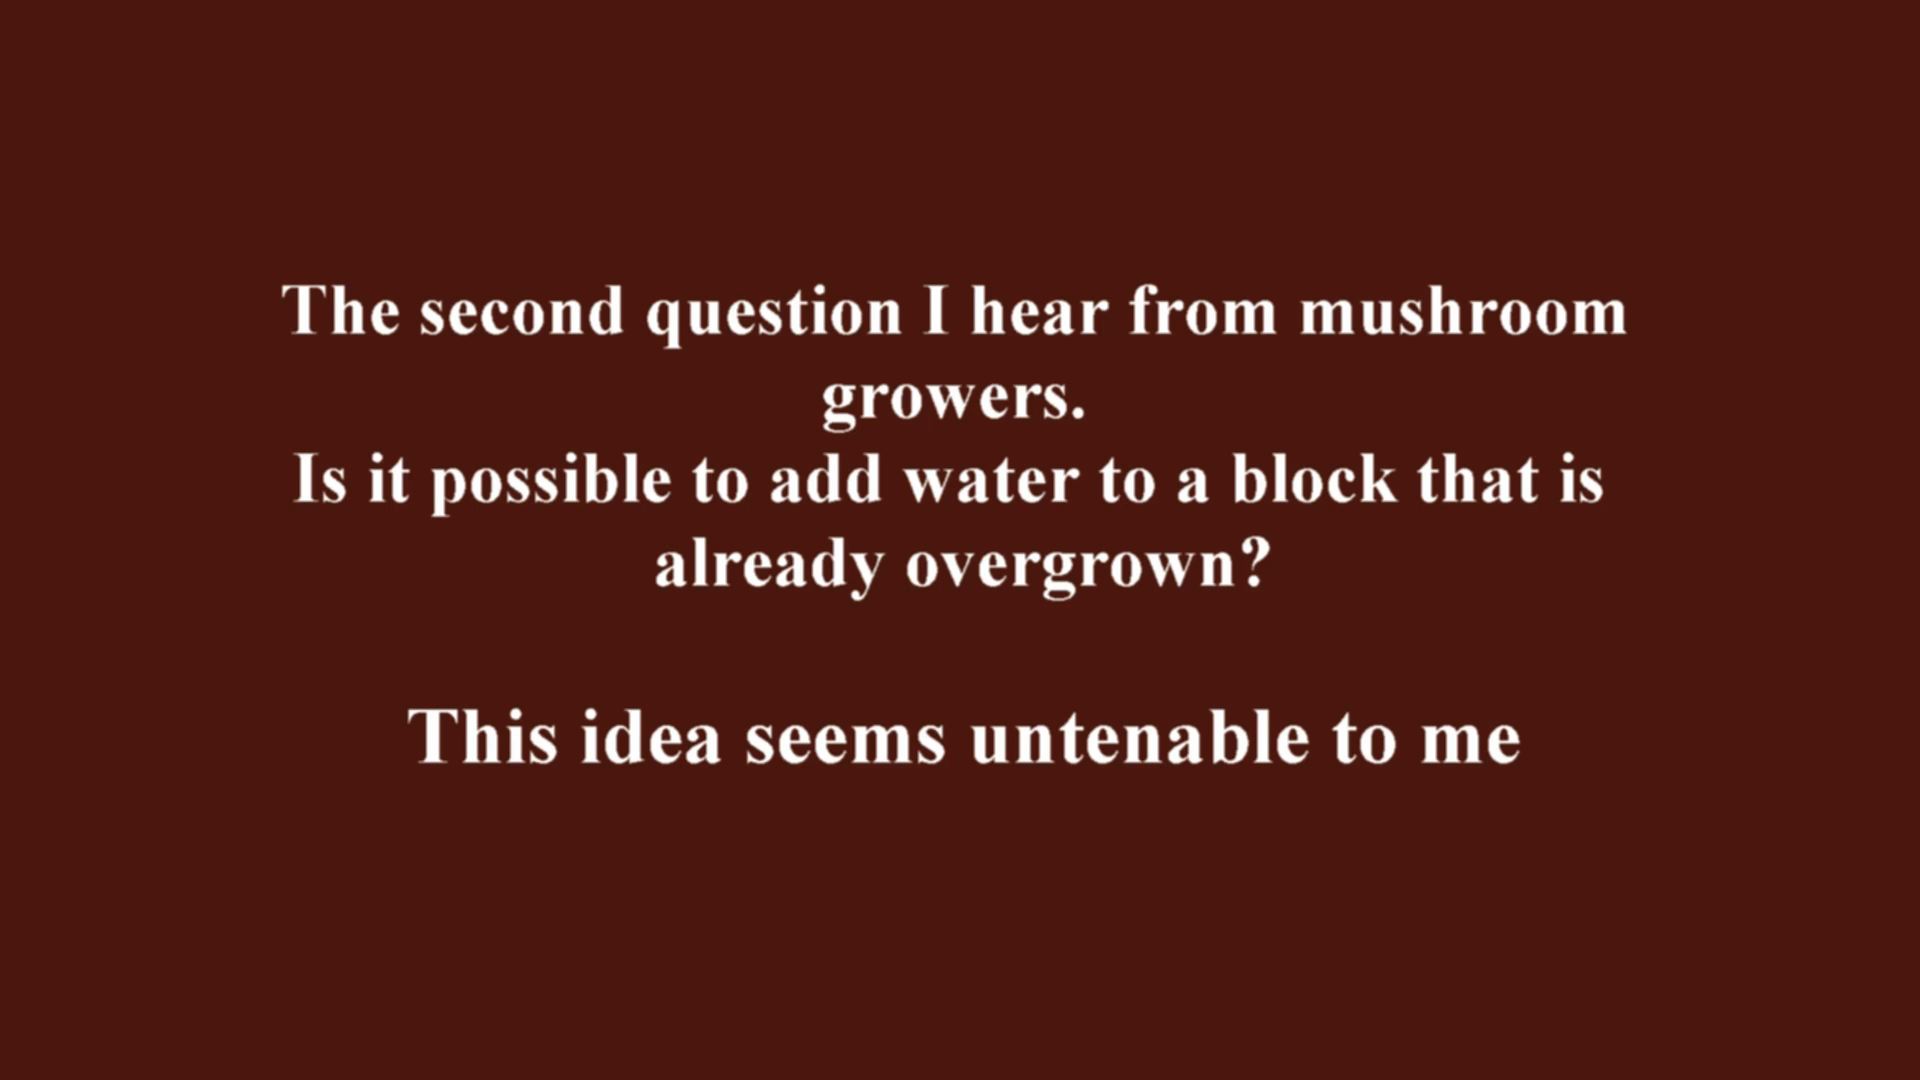 The second question I hear from mushroom
growers.
Is it possible to add water to a block that is
already overgrown?
This idea seems untenable to me